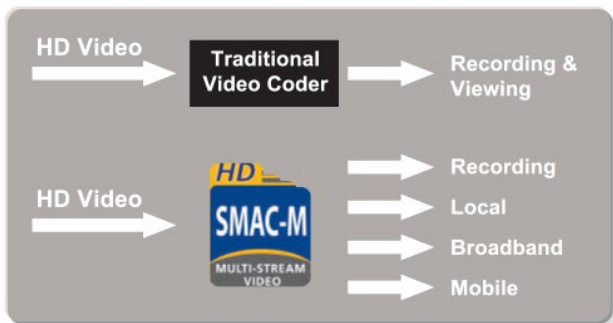 HD Video
Traditional
Video Coder
Recording &
Viewing
HD Video
HD
SMAC-M
MULTI-STREAM
VIDEO
Recording
Local
Broadband
Mobile